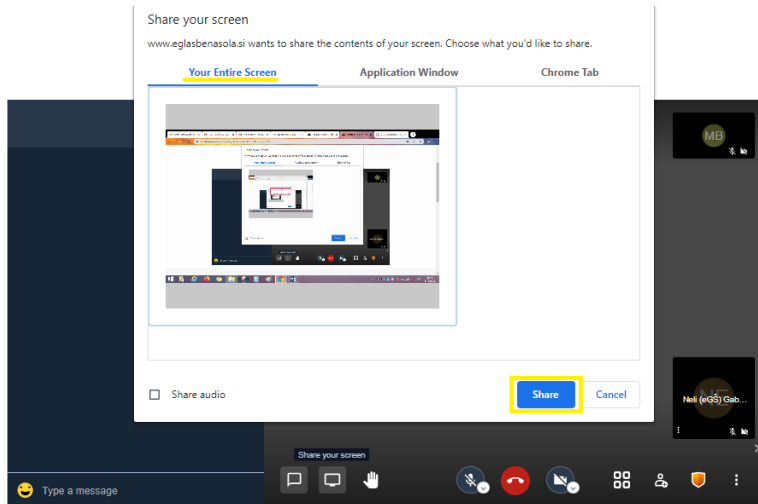 Share your screen
www.eglasbenasola.si wants to share the contents of your screen. Choose what you'd like to share.
Your Entire Screen Application Window Chrome Tab
MB
Share audio
Share Cancel
Neli (eGŠ) Gab...
Share your screen
Type a message